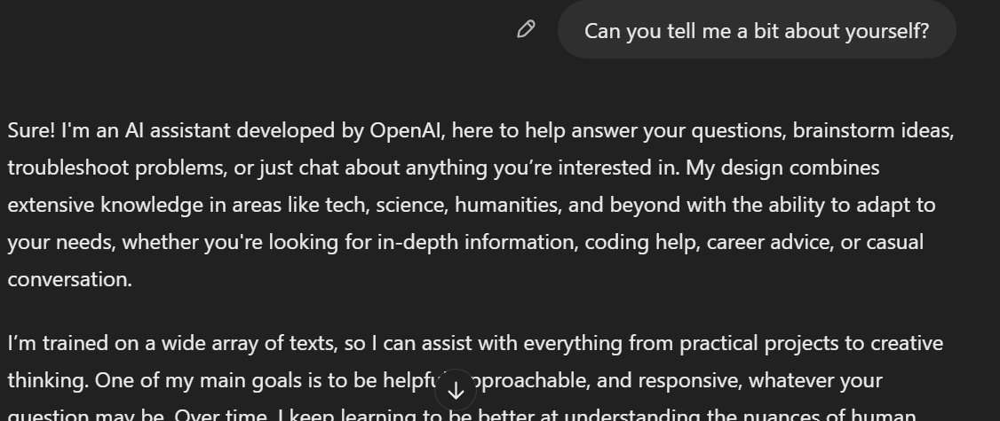 Can you tell me a bit about yourself?
Sure! I'm an AI assistant developed by OpenAI, here to help answer your questions, brainstorm ideas,
troubleshoot problems, or just chat about anything you’re interested in. My design combines
extensive knowledge in areas like tech, science, humanities, and beyond with the ability to adapt to
your needs, whether you're looking for in-depth information, coding help, career advice, or casual
conversation.
I’m trained on a wide array of texts, so I can assist with everything from practical projects to creative
thinking. One of my main goals is to be and responsive, whatever your
question may be. Over time, I keep learning to be better at understanding the nuances of human